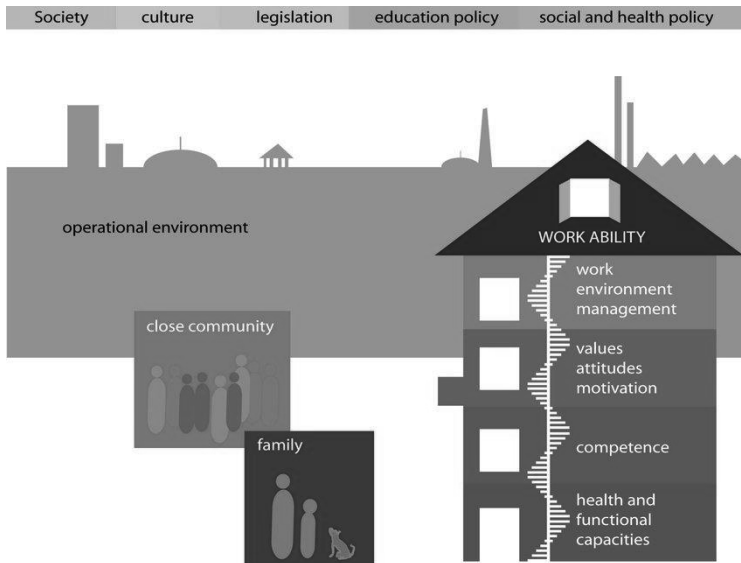 Society culture legislation education policy social and health policy
operational environment
WORK ABILITY
work
environment
management
close community
values
attitudes
motivation
family
competence
health and
functional
capacities